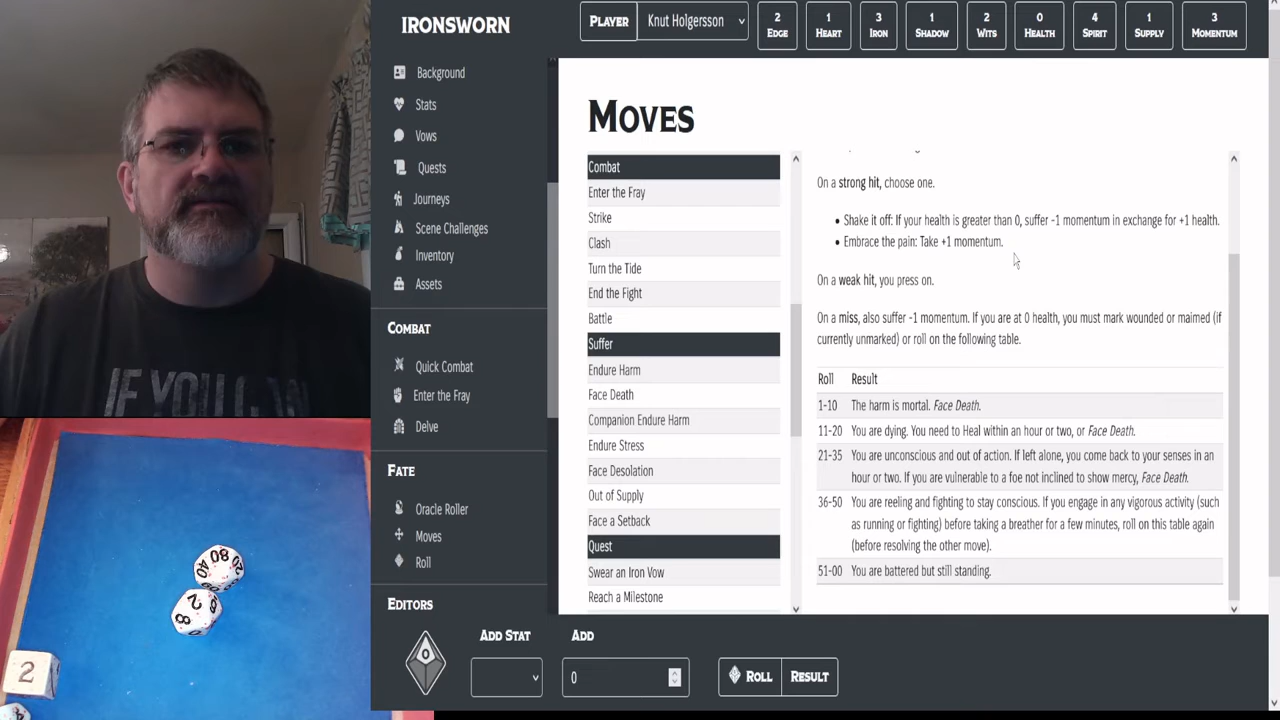 IRONSWORN
PLAYER
Knut Holgersson
2
EDGE
1
HEART
3
IRON
1
SHADOW
2
WITS
0
HEALTH
4
SPIRIT
1
SUPPLY
3
MOMENTUM
Background
Stats
Vows
Quests
Journeys
Scene Challenges
Inventory
Assets
COMBAT
Quick Combat
Enter the Fray
Delve
FATE
Oracle Roller
Moves
Roll
EDITORS
MOVES
Combat
Enter the Fray
Strike
Clash
Turn the Tide
End the Fight
Battle
Suffer
Endure Harm
Face Death
Companion Endure Harm
Endure Stress
Face Desolation
Out of Supply
Face a Setback
Quest
Swear an Iron Vow
Reach a Milestone
On a strong hit, choose one.
Shake it off: If your health is greater than 0, suffer -1 momentum in exchange for +1 health.
Embrace the pain: Take +1 momentum.
On a weak hit, you press on.
On a miss, also suffer -1 momentum. If you are at 0 health, you must mark wounded or maimed (if
currently unmarked) or roll on the following table.
Roll Result
1-10 The harm is mortal. Face Death.
11-20 You are dying. You need to Heal within an hour or two, or Face Death.
21-35 You are unconscious and out of action. If left alone, you come back to your senses in an
hour or two. If you are vulnerable to a foe not inclined to show mercy, Face Death.
36-50 You are reeling and fighting to stay conscious. If you engage in any vigorous activity (such
as running or fighting) before taking a breather for a few minutes, roll on this table again
(before resolving the other move).
51-00 You are battered but still standing.
0
ADD STAT
ADD
0
ROLL
RESULT
IF YOU
80
40
20
2
8
2